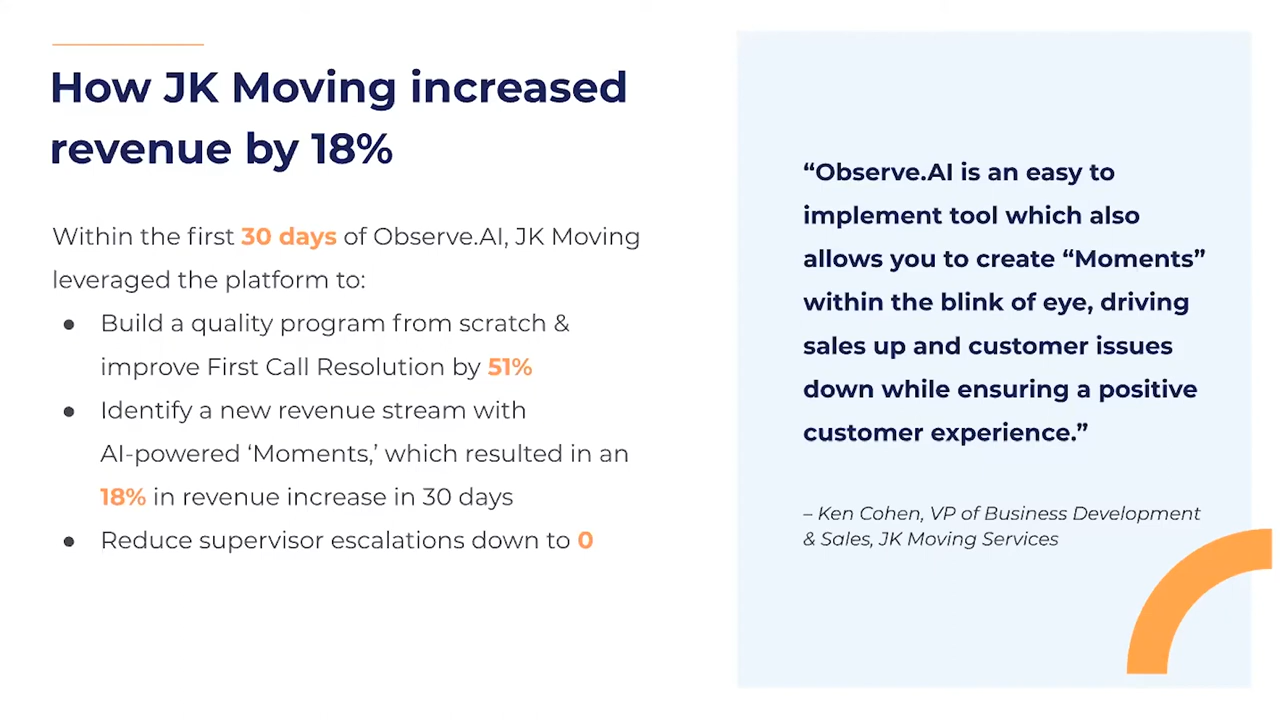 How JK Moving increased
revenue by 18%
Within the first 30 days of Observe.AI, JK Moving
leveraged the platform to:
● Build a quality program from scratch &
improve First Call Resolution by 51%
● Identify a new revenue stream with
AI-powered ‘Moments,’ which resulted in an
18% in revenue increase in 30 days
● Reduce supervisor escalations down to 0
“Observe.AI is an easy to
implement tool which also
allows you to create “Moments”
within the blink of eye, driving
sales up and customer issues
down while ensuring a positive
customer experience.”
– Ken Cohen, VP of Business Development
& Sales, JK Moving Services